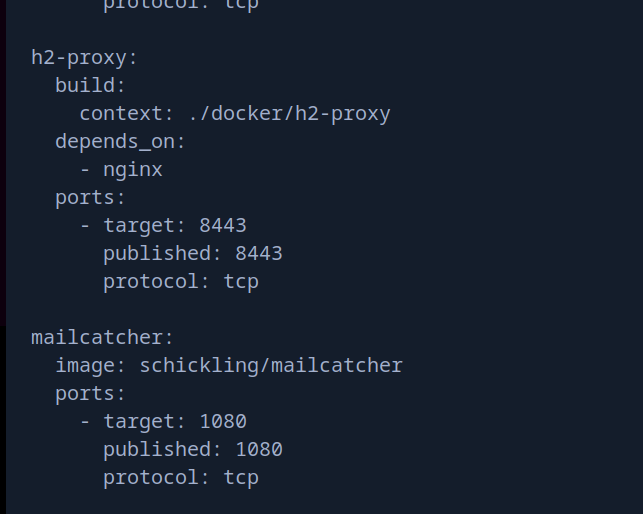 protocol: tcp
h2-proxy:
build:
context: ./docker/h2-proxy
depends_on:
- nginx
ports:
- target: 8443
published: 8443
protocol: tcp
mailcatcher:
image: schickling/mailcatcher
ports:
- target: 1080
published: 1080
protocol: tcp